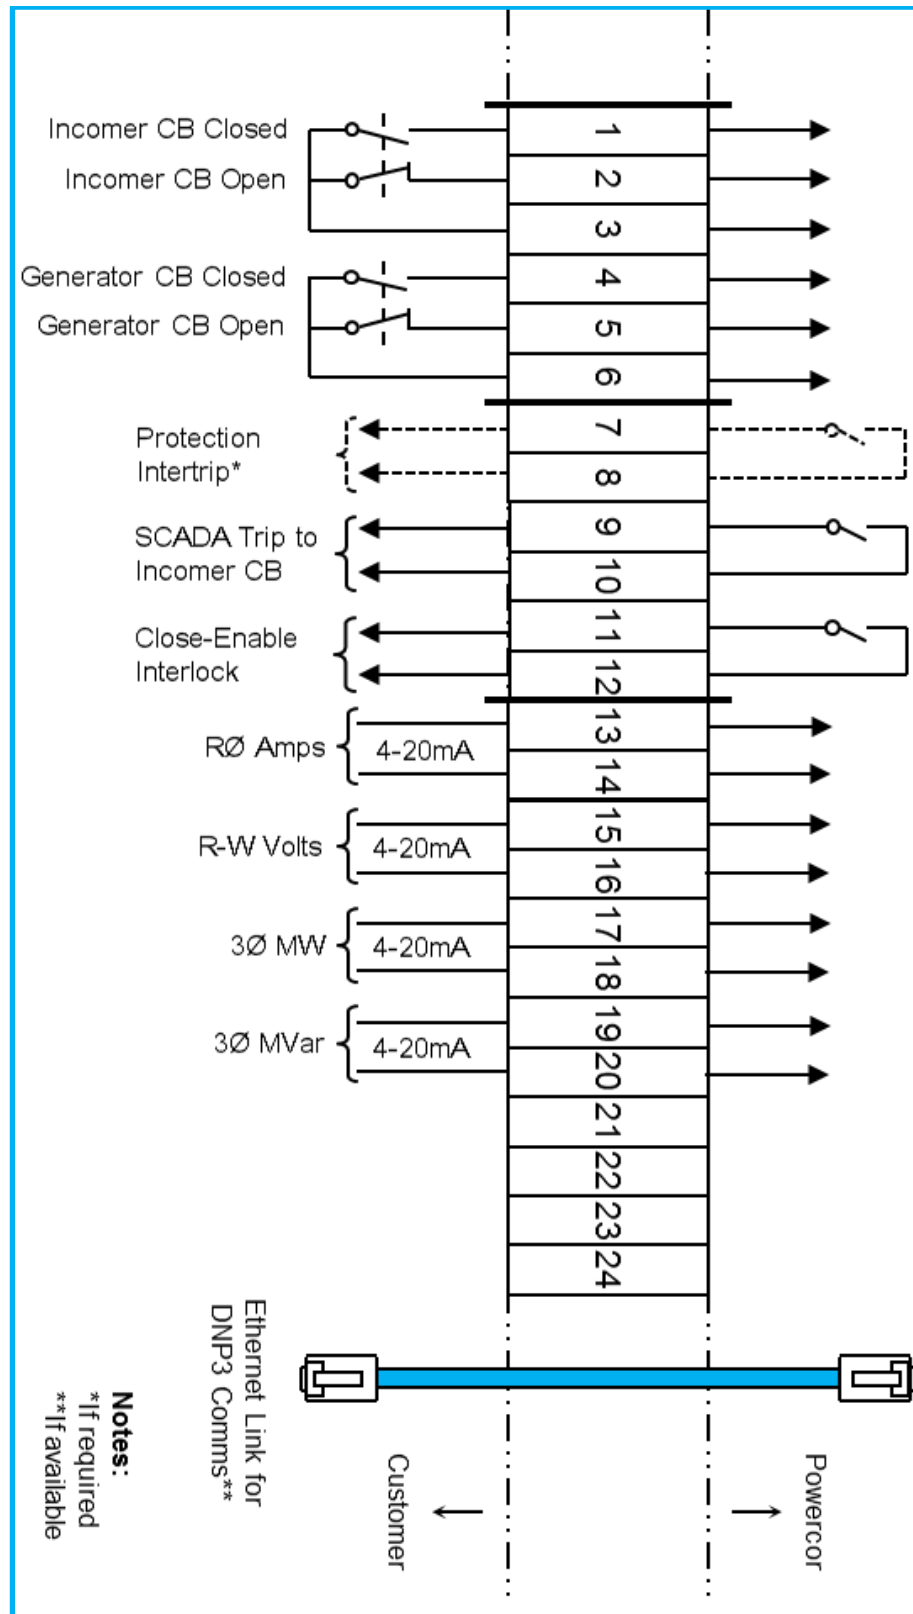 Incomer CB Closed
Incomer CB Open
Generator CB Closed
Generator CB Open
Protection
Intertrip*
SCADA Trip to
Incomer CB
Close-Enable
Interlock
RØ Amps
4-20mA
R-W Volts
4-20mA
3Ø MW
4-20mA
3Ø MVar
4-20mA
1
2
3
4
5
6
7
8
9
10
11
12
13
14
15
16
17
18
19
20
21
22
23
24
Ethernet Link for
DNP3 Comms**
Powercor
Customer
Notes:
*If required
**If available